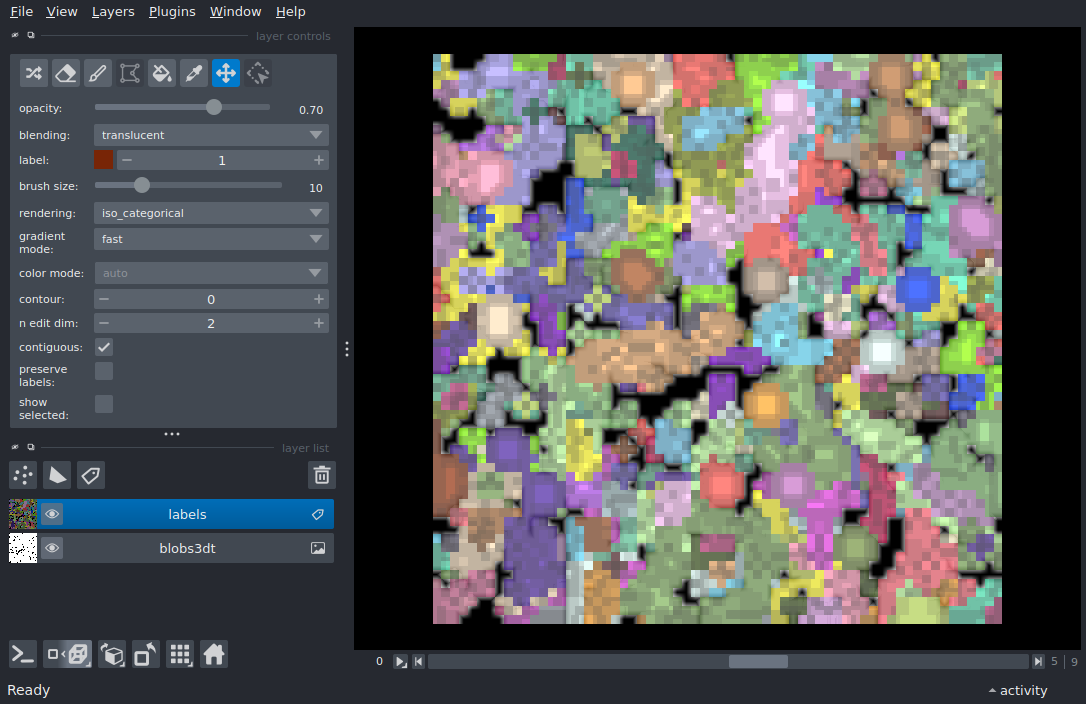 File View Layers Plugins Window Help
layer controls
opacity: 0.70
blending: translucent
label: 1
brush size: 10
rendering: iso_categorical
gradient
mode: fast
color mode: auto
contour: 0
n edit dim: 2
contiguous:
preserve
labels:
show
selected:
layer list
labels
blobs3dt
0 5 9
Ready activity